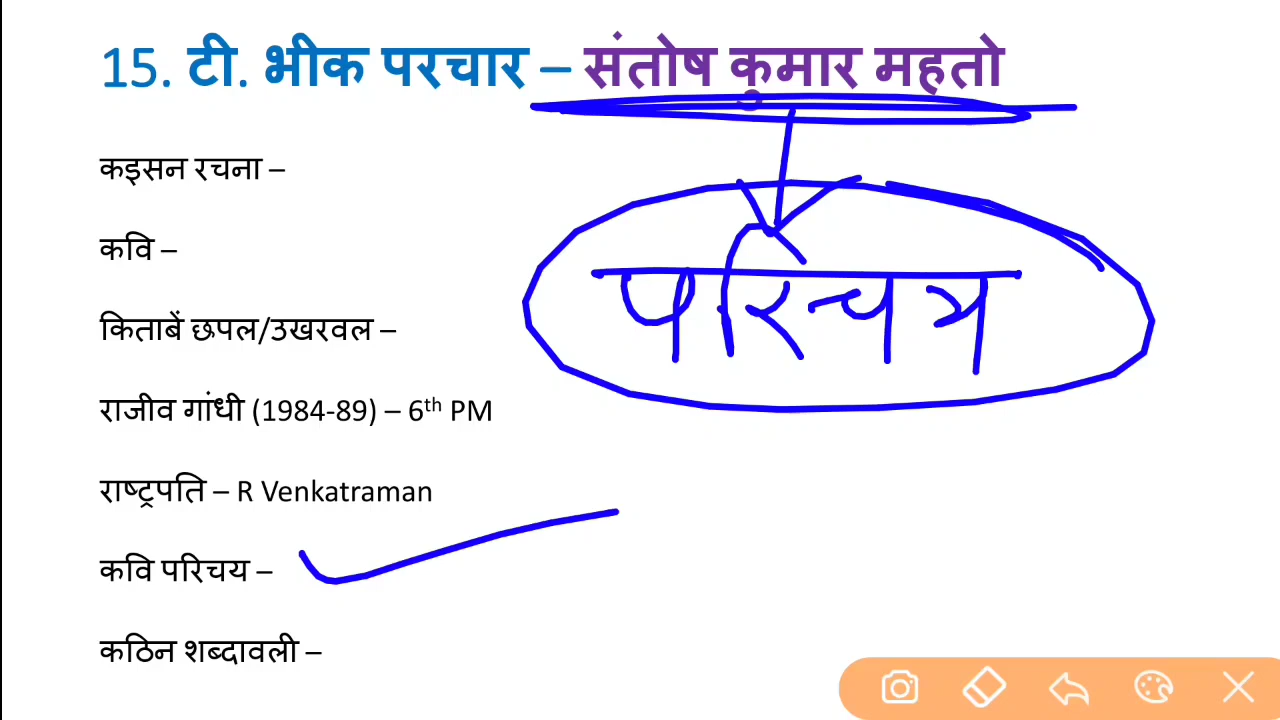 15. टी. भीक परचार – संतोष कुमार महतो
कइसन रचना –
कवि –
परिचय
किताबें छपल/उखरवल –
राजीव गांधी (1984-89) – 6th PM
राष्ट्रपति – R Venkatraman
कवि परिचय –
कठिन शब्दावली –